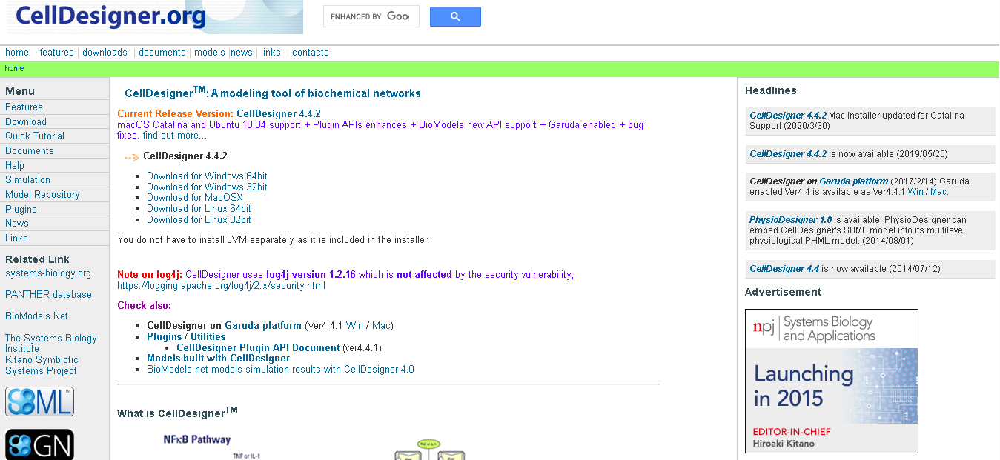 CellDesigner.org
ENHANCED BY Goo
home features downloads documents models news links contacts
home
Menu
Features
Download
Quick Tutorial
Documents
Help
Simulation
Model Repository
Plugins
News
Links
Related Link
systems-biology.org
PANTHER database
BioModels.Net
The Systems Biology
Institute
Kitano Symbiotic
Systems Project
SBML™
SBGN
CellDesigner™: A modeling tool of biochemical networks
Current Release Version: CellDesigner 4.4.2
macOS Catalina and Ubuntu 18.04 support + Plugin APIs enhances + BioModels new API support + Garuda enabled + bug
fixes. find out more...
CellDesigner 4.4.2
Download for Windows 64bit
Download for Windows 32bit
Download for MacOSX
Download for Linux 64bit
Download for Linux 32bit
You do not have to install JVM separately as it is included in the installer.
Note on log4j: CellDesigner uses log4j version 1.2.16 which is not affected by the security vulnerability;
https://logging.apache.org/log4j/2.x/security.html
Check also:
CellDesigner on Garuda platform (Ver4.4.1 Win / Mac)
Plugins / Utilities
CellDesigner Plugin API Document (ver4.4.1)
Models built with CellDesigner
BioModels.net models simulation results with CellDesigner 4.0
What is CellDesigner™
NFκB Pathway
TNF or IL-1
Headlines
CellDesigner 4.4.2 Mac installer updated for Catalina
Support (2020/3/30)
CellDesigner 4.4.2 is now available (2019/05/20)
CellDesigner on Garuda platform (2017/2/14) Garuda
enabled Ver4.4 is available as Ver4.4.1 Win / Mac.
PhysioDesigner 1.0 is available. PhysioDesigner can
embed CellDesigner's SBML model into its multilevel
physiological PHML model. (2014/08/01)
CellDesigner 4.4 is now available (2014/07/12)
Advertisement
npj Systems Biology
and Applications
Launching
in 2015
EDITOR-IN-CHIEF
Hiroaki Kitano